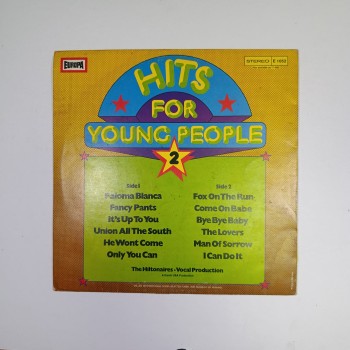 EUROPA
STEREO E 1022
HITS
FOR
YOUNG PEOPLE
2
Side 1
Paloma Blanca
Fency Pants
It's Up To You
Union All The South
He Wont Come
Only You Can
Side 2
Fox On The Run
Come On Babe
Bye Bye Baby
The Lovers
Man Of Sorrow
I Can Do It
The Hiltonaires · Vocal Production